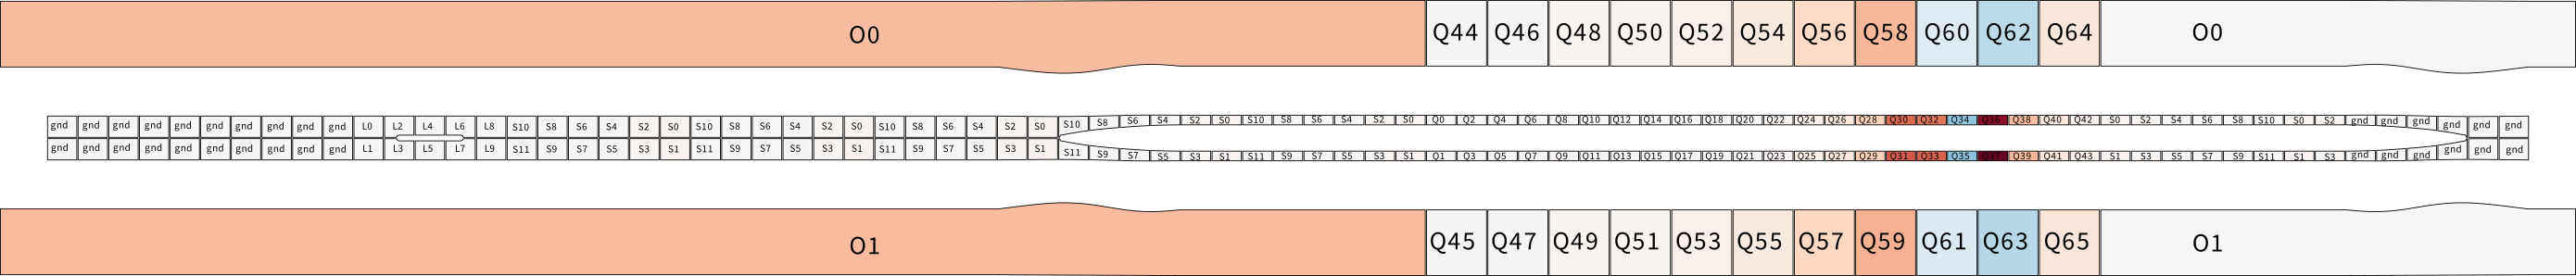 O0 Q44 Q46 Q48 Q50 Q52 Q54 Q56 Q58 Q60 Q62 Q64 O0
gnd gnd gnd gnd gnd gnd gnd gnd gnd gnd L0 L2 L4 L6 L8 S10 S8 S6 S4 S2 S0 S10 S8 S6 S4 S2 S0 S10 S8 S6 S4 S2 S0 S10 S8 S6 S4 S2 S0 S10 S8 S6 S4 S2 S0 Q0 Q2 Q4 Q6 Q8 Q10 Q12 Q14 Q16 Q18 Q20 Q22 Q24 Q26 Q28 Q30 Q32 Q34 Q36 Q38 Q40 Q42 S0 S2 S4 S6 S8 S10 S0 S2 gnd gnd gnd gnd gnd gnd
gnd gnd gnd gnd gnd gnd gnd gnd gnd gnd L1 L3 L5 L7 L9 S11 S9 S7 S5 S3 S1 S11 S9 S7 S5 S3 S1 S11 S9 S7 S5 S3 S1 S11 S9 S7 S5 S3 S1 S11 S9 S7 S5 S3 S1 Q1 Q3 Q5 Q7 Q9 Q11 Q13 Q15 Q17 Q19 Q21 Q23 Q25 Q27 Q29 Q31 Q33 Q35 Q37 Q39 Q41 Q43 S1 S3 S5 S7 S9 S11 S1 S3 gnd gnd gnd gnd gnd gnd
O1 Q45 Q47 Q49 Q51 Q53 Q55 Q57 Q59 Q61 Q63 Q65 O1